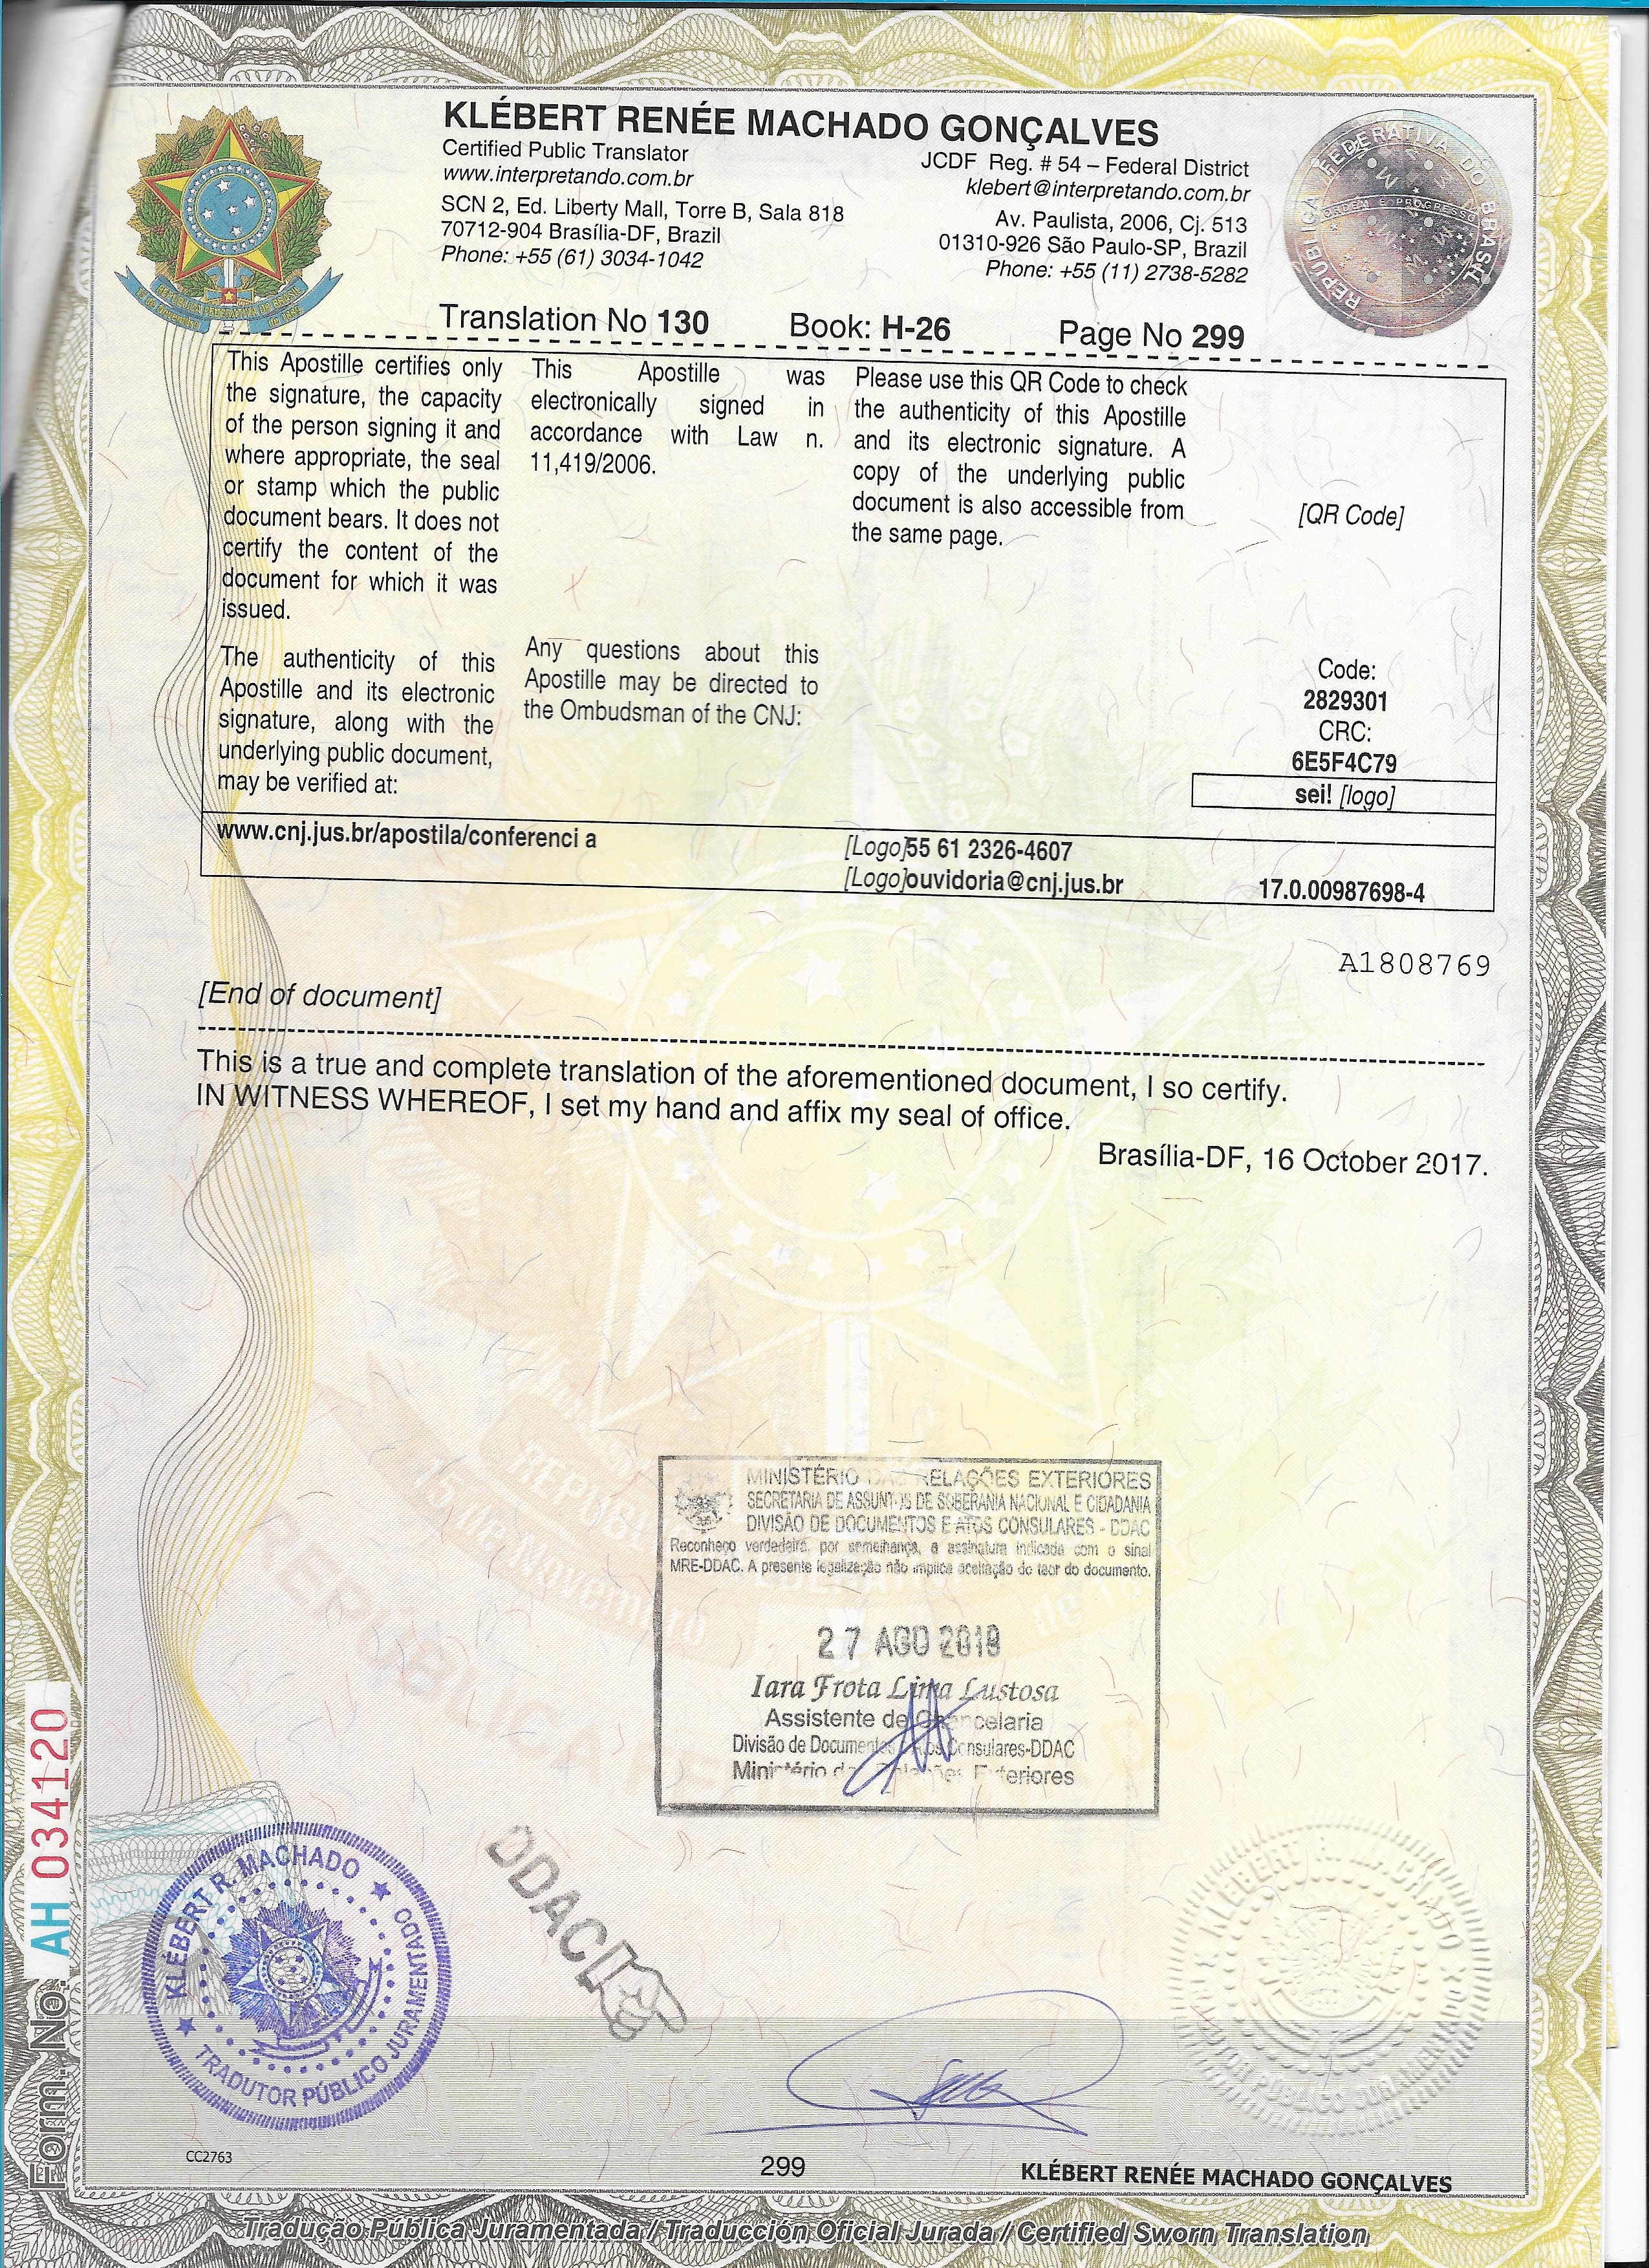 KLÉBERT RENÉE MACHADO GONÇALVES
Certified Public Translator
www.interpretando.com.br
SCN 2, Ed. Liberty Mall, Torre B, Sala 818
70712-904 Brasília-DF, Brazil
Phone: +55 (61) 3034-1042
JCDF Reg. # 54 – Federal District
klebert@interpretando.com.br
Av. Paulista, 2006, Cj. 513
01310-926 São Paulo-SP, Brazil
Phone: +55 (11) 2738-5282
REPÚBLICA FEDERATIVA DO BRASIL
ORDEM E PROGRESSO
REPÚBLICA FEDERATIVA DO BRASIL
15 de Novembro
de 1889
Translation No 130 Book: H-26 Page No 299
This Apostille certifies only
the signature, the capacity
of the person signing it and
where appropriate, the seal
or stamp which the public
document bears. It does not
certify the content of the
document for which it was
issued.
This Apostille was
electronically signed in
accordance with Law n.
11,419/2006.
Please use this QR Code to check
the authenticity of this Apostille
and its electronic signature. A
copy of the underlying public
document is also accessible from
the same page.
[QR Code]
The authenticity of this
Apostille and its electronic
signature, along with the
underlying public document,
may be verified at:
Any questions about this
Apostille may be directed to
the Ombudsman of the CNJ:
Code:
2829301
CRC:
6E5F4C79
sei! [logo]
www.cnj.jus.br/apostila/conferenci a
[Logo]55 61 2326-4607
[Logo]ouvidoria@cnj.jus.br
17.0.00987698-4
A1808769
[End of document]
This is a true and complete translation of the aforementioned document, I so certify.
IN WITNESS WHEREOF, I set my hand and affix my seal of office.
Brasília-DF, 16 October 2017.
MINISTÉRIO DAS RELAÇÕES EXTERIORES
SECRETARIA DE ASSUNTOS DE SOBERANIA NACIONAL E CIDADANIA
DIVISÃO DE DOCUMENTOS E ATOS CONSULARES - DDAC
Reconheço verdadeira, por semelhança, a assinatura indicada com o sinal
MRE-DDAC. A presente legalização não implica aceitação do teor do documento.
27 AGO 2019
Iara Frota Lima Lustosa
Assistente de Chancelaria
Divisão de Documentos Atos Consulares-DDAC
Ministério das Relações Exteriores
DDAC
KLÉBERT R. MACHADO
TRADUTOR PÚBLICO JURAMENTADO
KLÉBERT R. MACHADO
TRADUTOR PÚBLICO JURAMENTADO
Form. No. AH 034120
CC2763
299
KLÉBERT RENÉE MACHADO GONÇALVES
Tradução Pública Juramentada / Traducción Oficial Jurada / Certified Sworn Translation